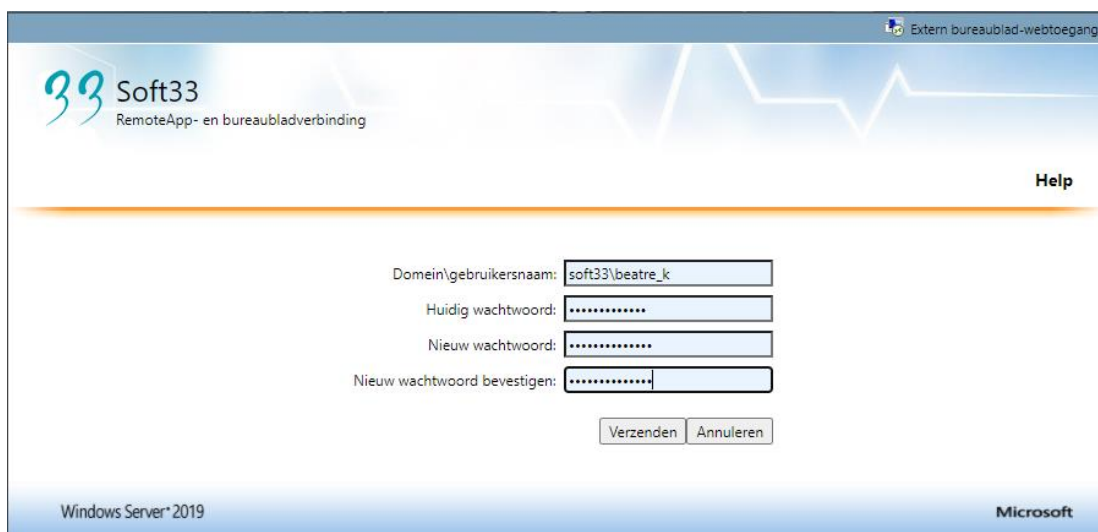 Extern bureaublad-webtoegang
33 Soft33
RemoteApp- en bureaubladverbinding
Help
Domein\gebruikersnaam: soft33\beatre_k
Huidig wachtwoord: •••••••••••••
Nieuw wachtwoord: ••••••••••••••
Nieuw wachtwoord bevestigen: ••••••••••••••
Verzenden Annuleren
Windows Server 2019
Microsoft